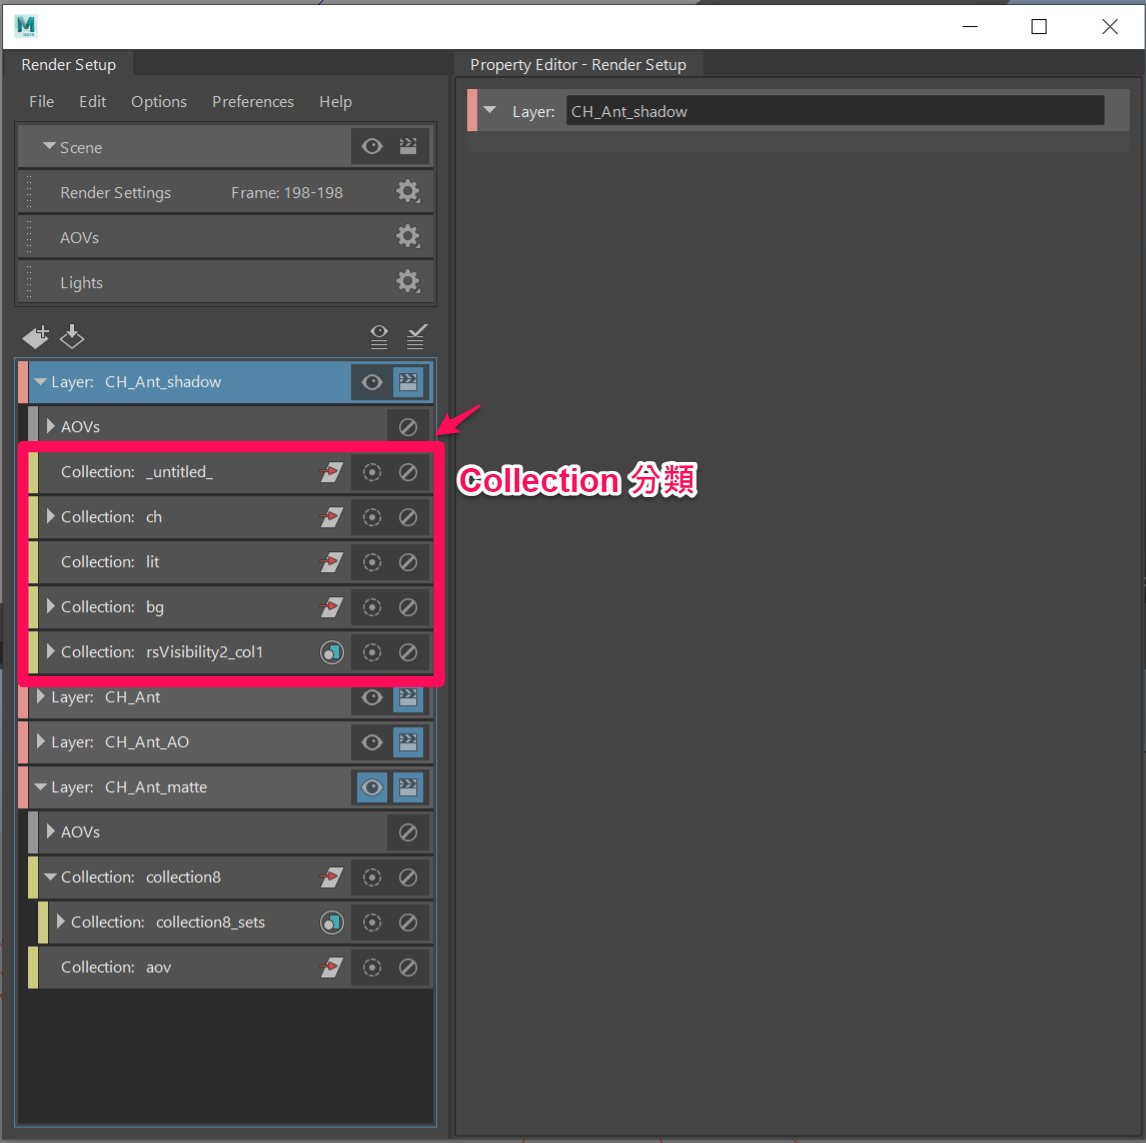 M
Render Setup
File Edit Options Preferences Help
Scene
Render Settings Frame: 198-198
AOVs
Lights
Layer: CH_Ant_shadow
AOVs
Collection: _untitled_
Collection: ch
Collection: lit
Collection: bg
Collection: rsVisibility2_col1
Layer: CH_Ant
Layer: CH_Ant_AO
Layer: CH_Ant_matte
AOVs
Collection: collection8
Collection: collection8_sets
Collection: aov
Collection 分類
Property Editor - Render Setup
Layer: CH_Ant_shadow